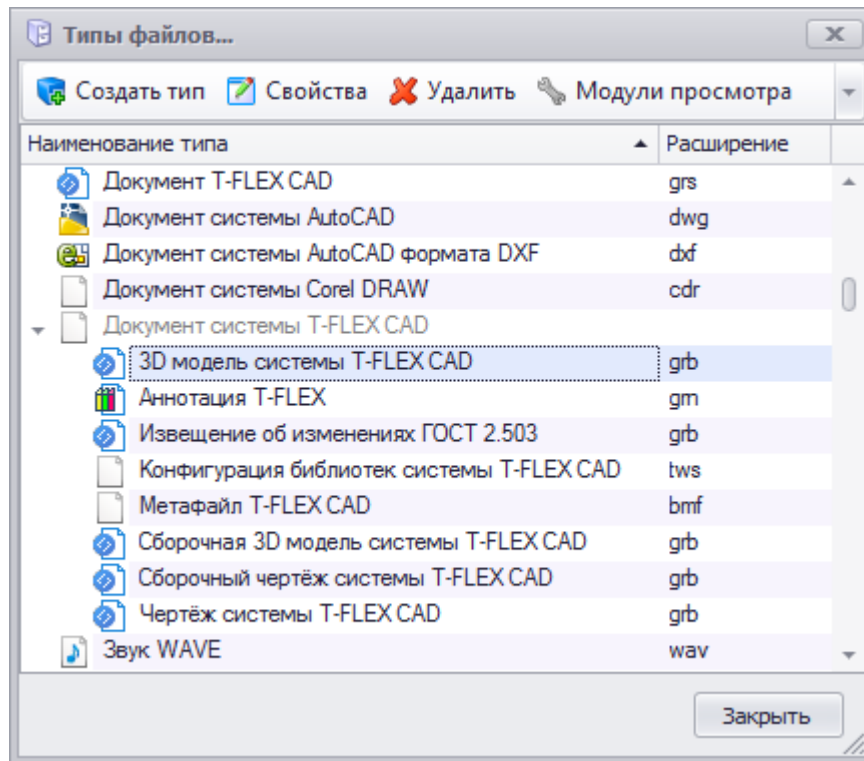 Типы файлов...
Создать тип Свойства Удалить Модули просмотра
Наименование типа Расширение
Документ T-FLEX CAD grs
Документ системы AutoCAD dwg
Документ системы AutoCAD формата DXF dxf
Документ системы Corel DRAW cdr
Документ системы T-FLEX CAD
3D модель системы T-FLEX CAD grb
Аннотация T-FLEX grn
Извещение об изменениях ГОСТ 2.503 grb
Конфигурация библиотек системы T-FLEX CAD tws
Метафайл T-FLEX CAD bmf
Сборочная 3D модель системы T-FLEX CAD grb
Сборочный чертёж системы T-FLEX CAD grb
Чертёж системы T-FLEX CAD grb
Звук WAVE wav
Закрыть